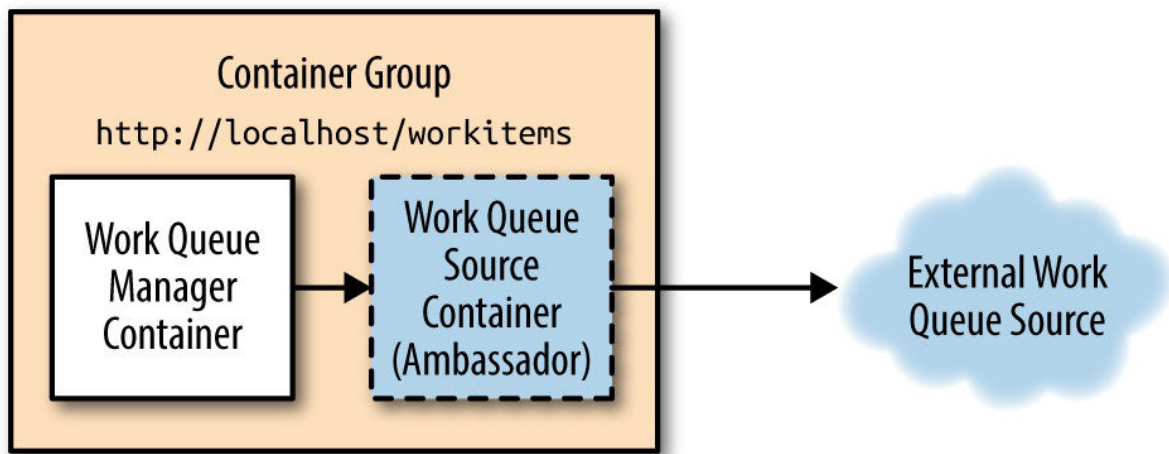 Container Group
http://localhost/workitems
Work Queue
Manager
Container
Work Queue
Source
Container
(Ambassador)
External Work
Queue Source